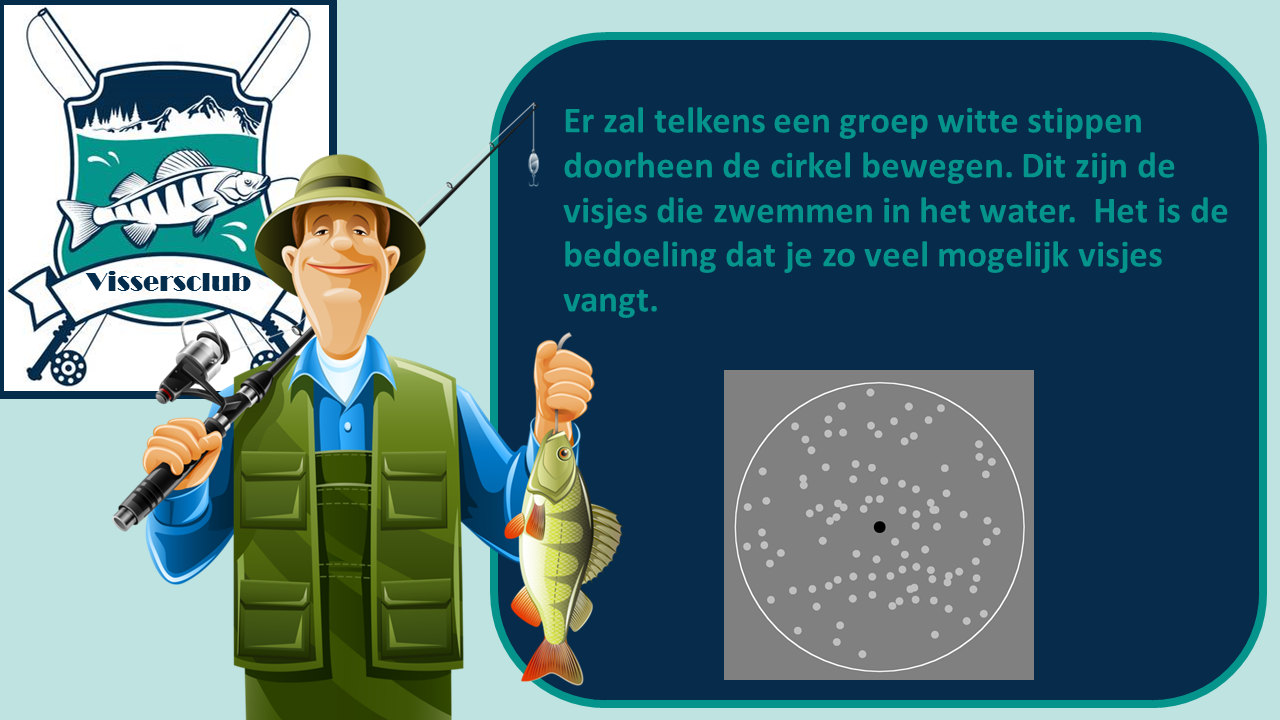 Vissersclub
Er zal telkens een groep witte stippen
doorheen de cirkel bewegen. Dit zijn de
visjes die zwemmen in het water.  Het is de
bedoeling dat je zo veel mogelijk visjes
vangt.